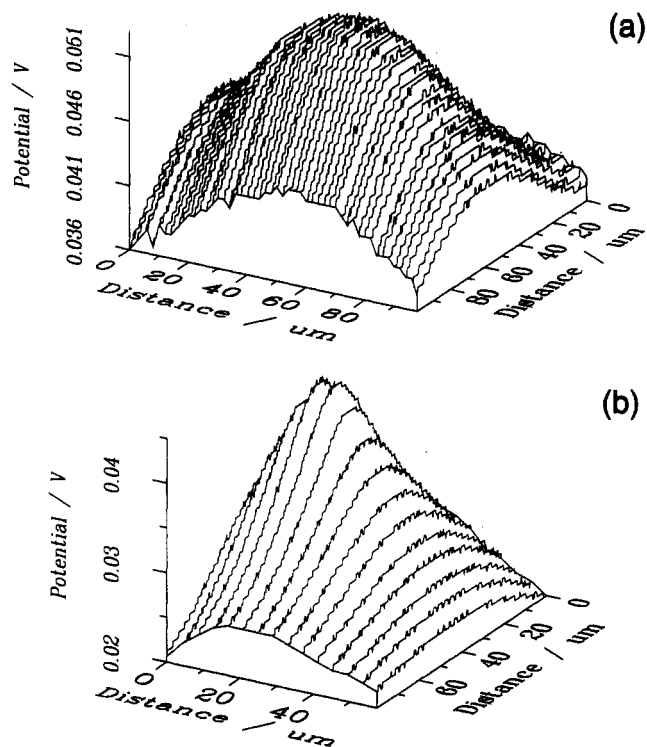 (a)
Potential / V
0.051
0.046
0.041
0.036
0 20 40 60 80
Distance / um
0
20
40
60
80
Distance / um
(b)
Potential / V
0.04
0.03
0.02
0 20 40
Distance / um
0
20
40
60
Distance / um